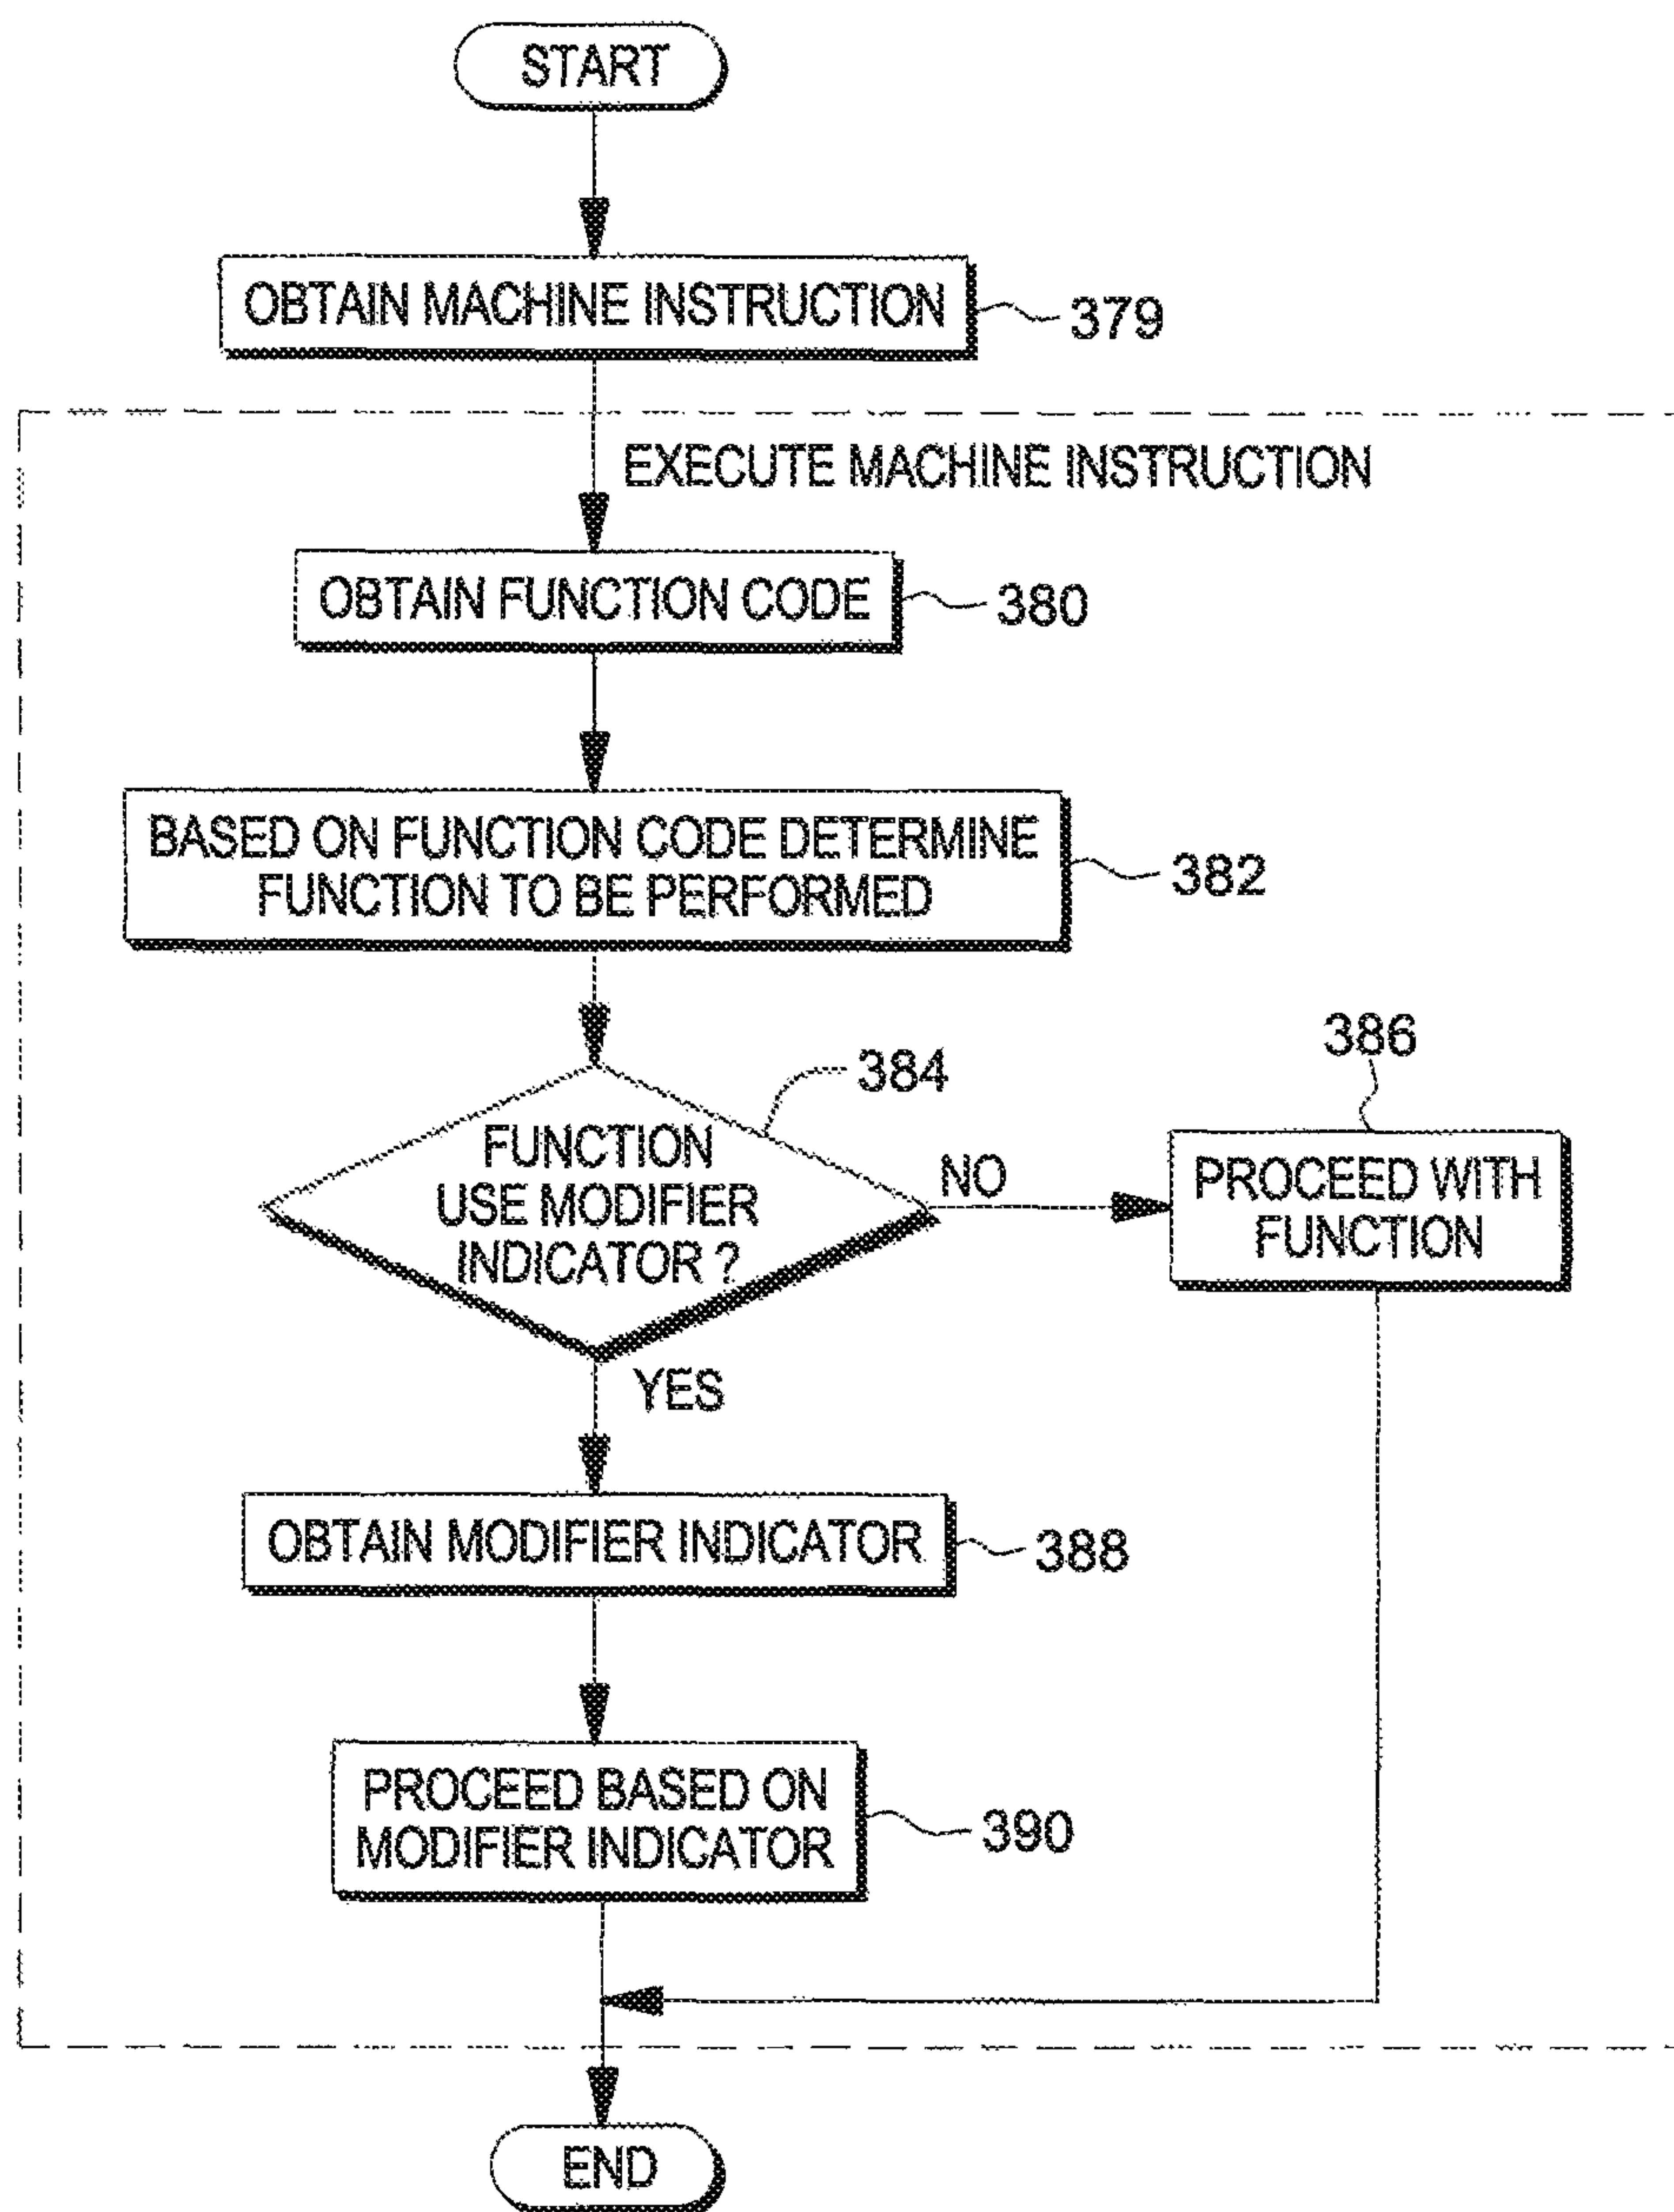 START
OBTAIN MACHINE INSTRUCTION
379
EXECUTE MACHINE INSTRUCTION
OBTAIN FUNCTION CODE
380
BASED ON FUNCTION CODE DETERMINE
FUNCTION TO BE PERFORMED
382
384
FUNCTION
USE MODIFIER
INDICATOR ?
NO
386
PROCEED WITH
FUNCTION
YES
OBTAIN MODIFIER INDICATOR
388
PROCEED BASED ON
MODIFIER INDICATOR
390
END